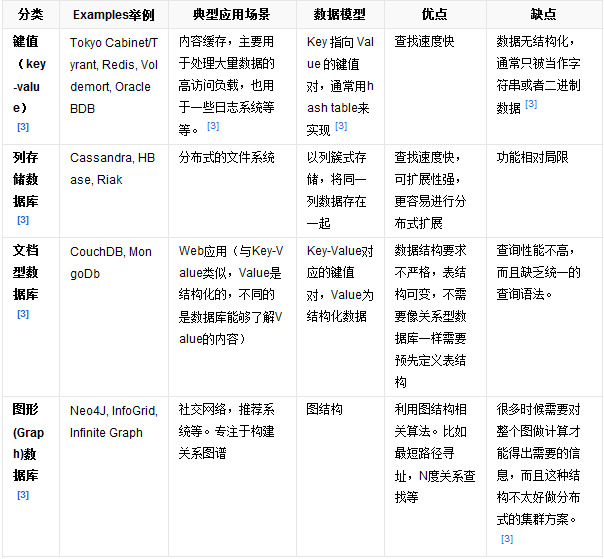 分类
Examples举例
典型应用场景
数据模型
优点
缺点
键值
（key
-valu
e）
[3]
Tokyo Cabinet/T
yrant, Redis, Vol
demort, Oracle
BDB
内容缓存，主要用
于处理大量数据的
高访问负载，也用
于一些日志系统等
等。[3]
Key 指向 Val
ue 的键值
对，通常用h
ash table来
实现 [3]
查找速度快
数据无结构化，
通常只被当作字
符串或者二进制
数据 [3]
列存
储数
据库
[3]
Cassandra, HB
ase, Riak
分布式的文件系统
以列簇式存
储，将同一
列数据存在
一起
查找速度快，
可扩展性强，
更容易进行分
布式扩展
功能相对局限
文档
型数
据库
[3]
CouchDB, Mon
goDb
Web应用（与Key-V
alue类似，Value是
结构化的，不同的
是数据库能够了解V
alue的内容）
Key-Value对
应的键值
对，Value为
结构化数据
数据结构要求
不严格，表结
构可变，不需
要像关系型数
据库一样需要
预先定义表结
构
查询性能不高，
而且缺乏统一的
查询语法。
图形
(Grap
h)数
据库
[3]
Neo4J, InfoGrid,
Infinite Graph
社交网络，推荐系
统等。专注于构建
关系图谱
图结构
利用图结构相
关算法。比如
最短路径寻
址，N度关系查
找等
很多时候需要对
整个图做计算才
能得出需要的信
息，而且这种结
构不太好做分布
式的集群方案。
[3]